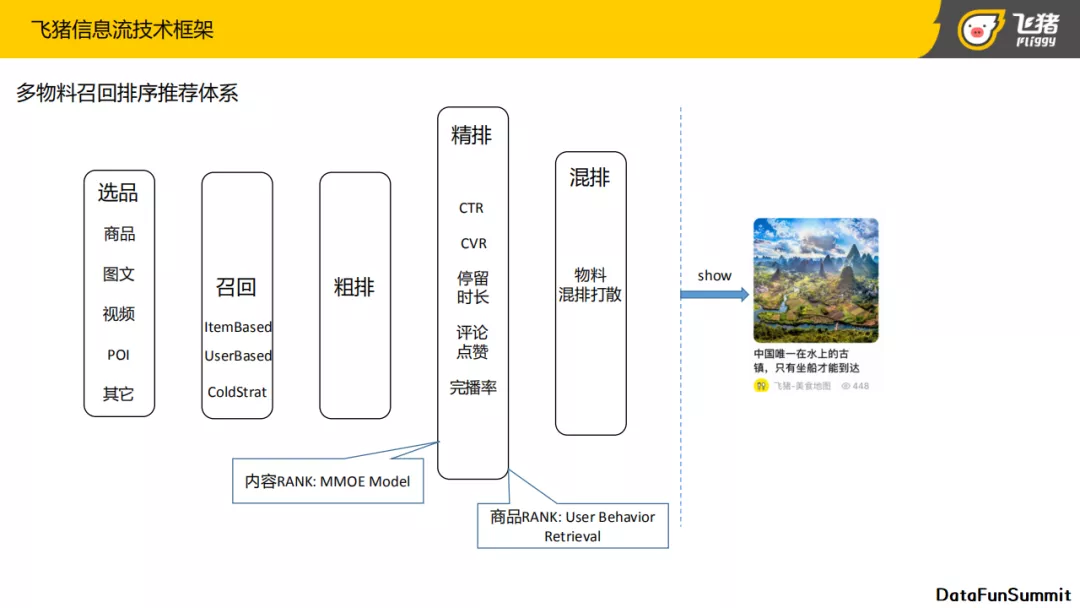 飞猪信息流技术框架
飞猪
Fliggy
多物料召回排序推荐体系
选品
商品
图文
视频
POI
其它
召回
ItemBased
UserBased
ColdStrat
粗排
精排
CTR
CVR
停留
时长
评论
点赞
完播率
混排
物料
混排打散
内容RANK: MMOE Model
商品RANK: User Behavior
Retrieval
show
中国唯一在水上的古
镇，只有坐船才能到达
飞猪-美食地图 448
DataFunSummit